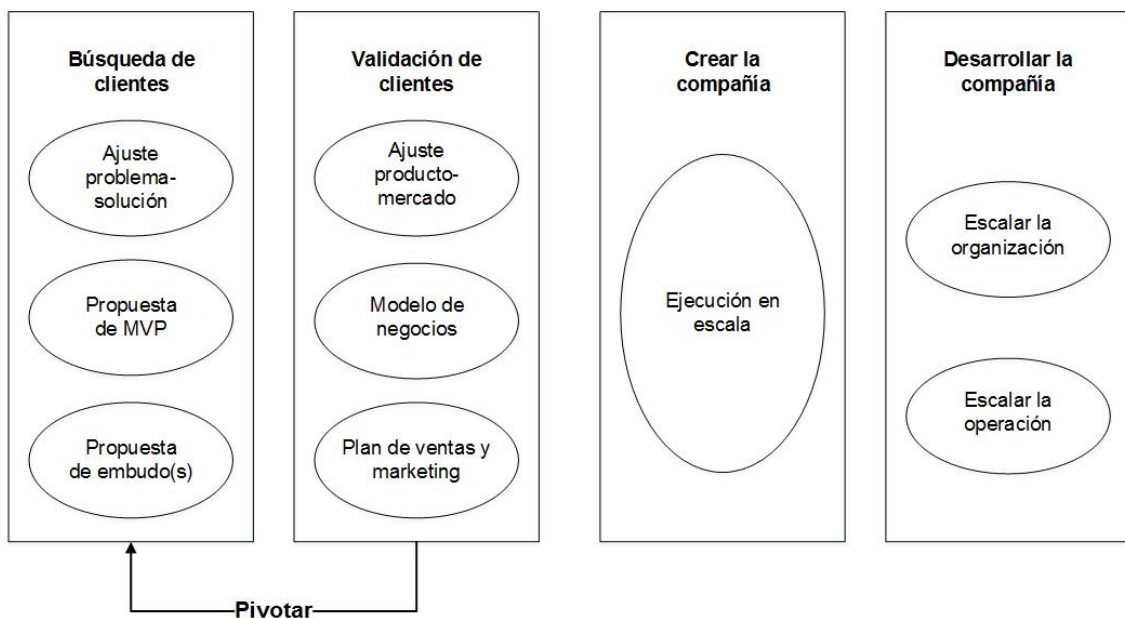 Búsqueda de
clientes
Ajuste
problema-
solución
Propuesta
de MVP
Propuesta
de embudo(s)
Validación de
clientes
Ajuste
producto-
mercado
Modelo de
negocios
Plan de ventas y
marketing
Crear la
compañía
Ejecución en
escala
Desarrollar la
compañía
Escalar la
organización
Escalar la
operación
Pivotar